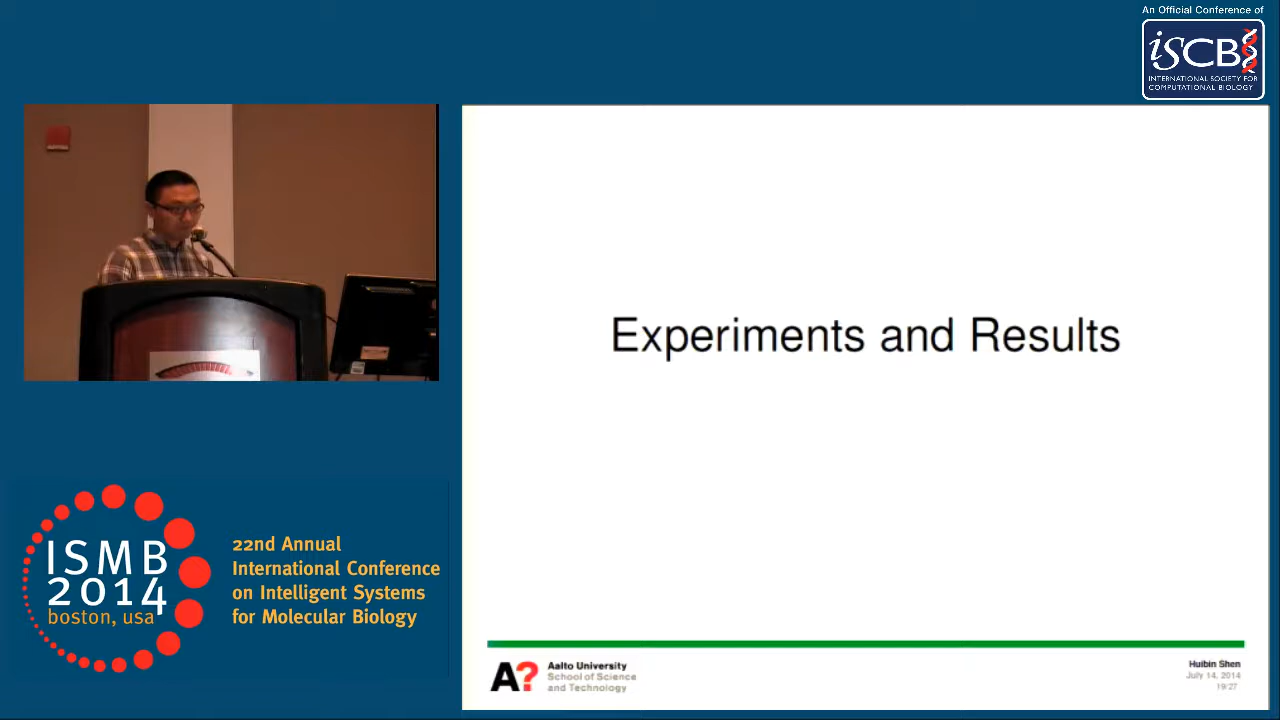 An Official Conference of
iSCB
INTERNATIONAL SOCIETY FOR
COMPUTATIONAL BIOLOGY
Experiments and Results
ISMB
2014
boston, usa
22nd Annual
International Conference
on Intelligent Systems
for Molecular Biology
A?
Aalto University
School of Science
and Technology
Huibin Shen
July 14, 2014
19/27